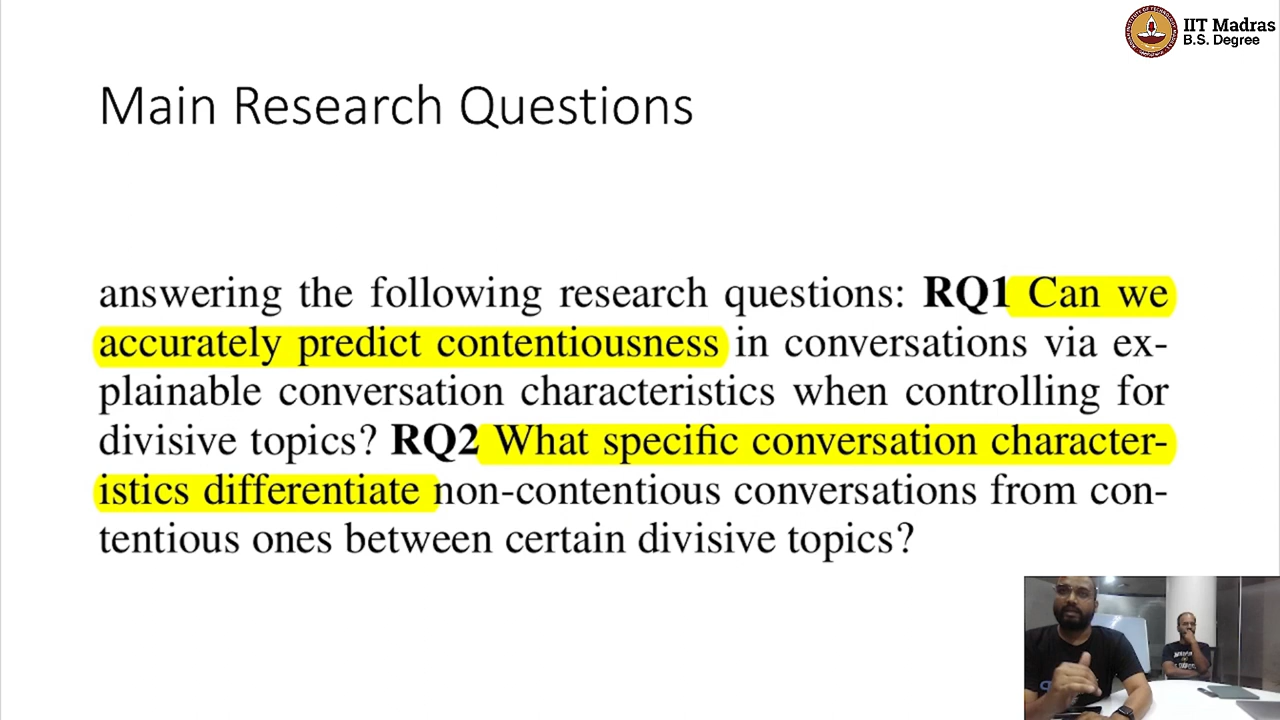 IIT Madras
B.S. Degree
Main Research Questions
answering the following research questions: RQ1 Can we
accurately predict contentiousness in conversations via ex-
plainable conversation characteristics when controlling for
divisive topics? RQ2 What specific conversation character-
istics differentiate non-contentious conversations from con-
tentious ones between certain divisive topics?